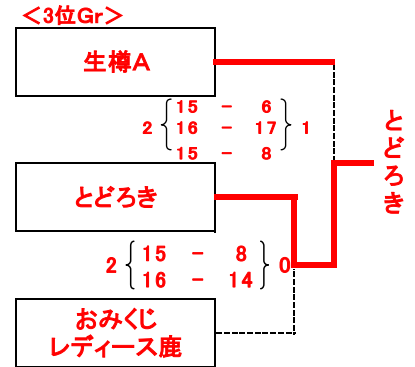 ＜3位Gr＞
生樽A
15 - 6
2 16 - 17 1
15 - 8
とどろき
とどろき
15 - 8
2 0
16 - 14
おみくじ
レディース鹿